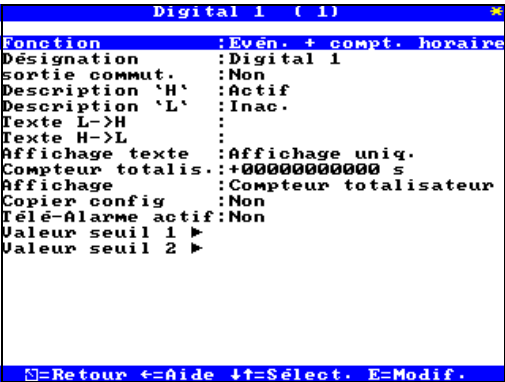 Digital 1 ( 1) *
Fonction :Evén. + compt. horaire
Désignation :Digital 1
sortie commut. :Non
Description `H` :Actif
Description `L` :Inac.
Texte L->H :
Texte H->L :
Affichage texte :Affichage uniq.
Compteur totalis.:+00000000000 s
Affichage :Compteur totalisateur
Copier config :Non
Télé-Alarme actif:Non
Valeur seuil 1 ►
Valeur seuil 2 ►
⇱=Retour ←=Aide ↓↑=Sélect. E=Modif.